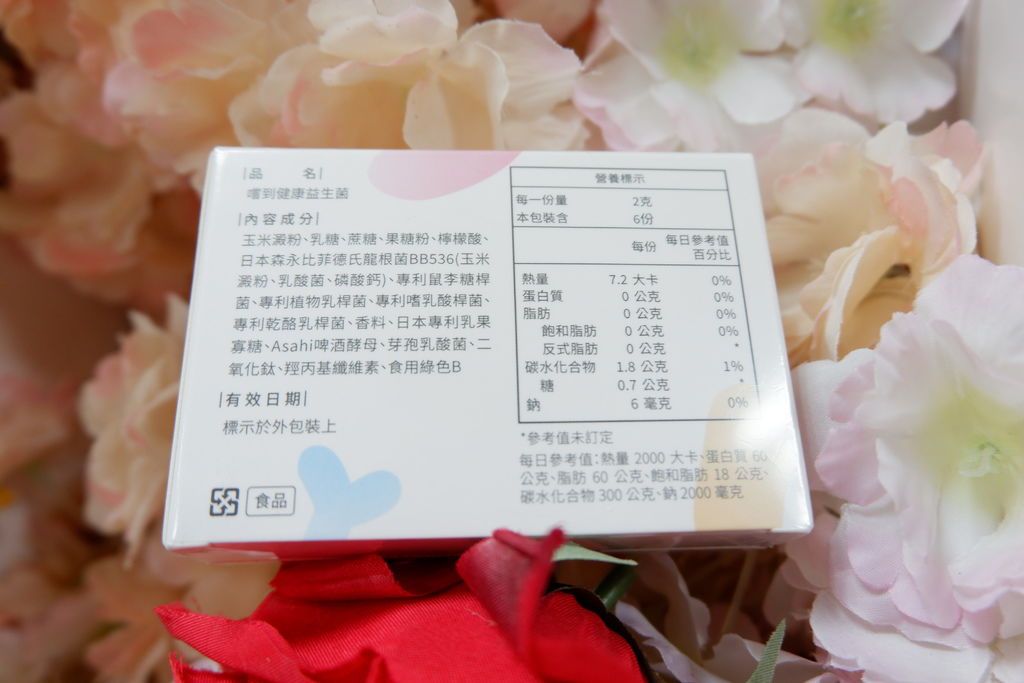 品 名
嚐到健康益生菌
內容成分
玉米澱粉、乳糖、蔗糖、果糖粉、檸檬酸、
日本森永比菲德氏龍根菌BB536(玉米
澱粉、乳酸菌、磷酸鈣)、專利鼠李糖桿
菌、專利植物乳桿菌、專利嗜乳酸桿菌、
專利乾酪乳桿菌、香料、日本專利乳果
寡糖、Asahi啤酒酵母、芽孢乳酸菌、二
氧化鈦、羥丙基纖維素、食用綠色B
有效日期
標示於外包裝上
食品
營養標示
每一份量 2克
本包裝含 6份
每份 每日參考值
百分比
熱量 7.2 大卡 0%
蛋白質 0 公克 0%
脂肪 0 公克 0%
飽和脂肪 0 公克 0%
反式脂肪 0 公克 *
碳水化合物 1.8 公克 1%
糖 0.7 公克 *
鈉 6 毫克 0%
*參考值未訂定
每日參考值:熱量 2000 大卡、蛋白質 60
公克、脂肪 60 公克、飽和脂肪 18 公克、
碳水化合物 300 公克、鈉 2000 毫克